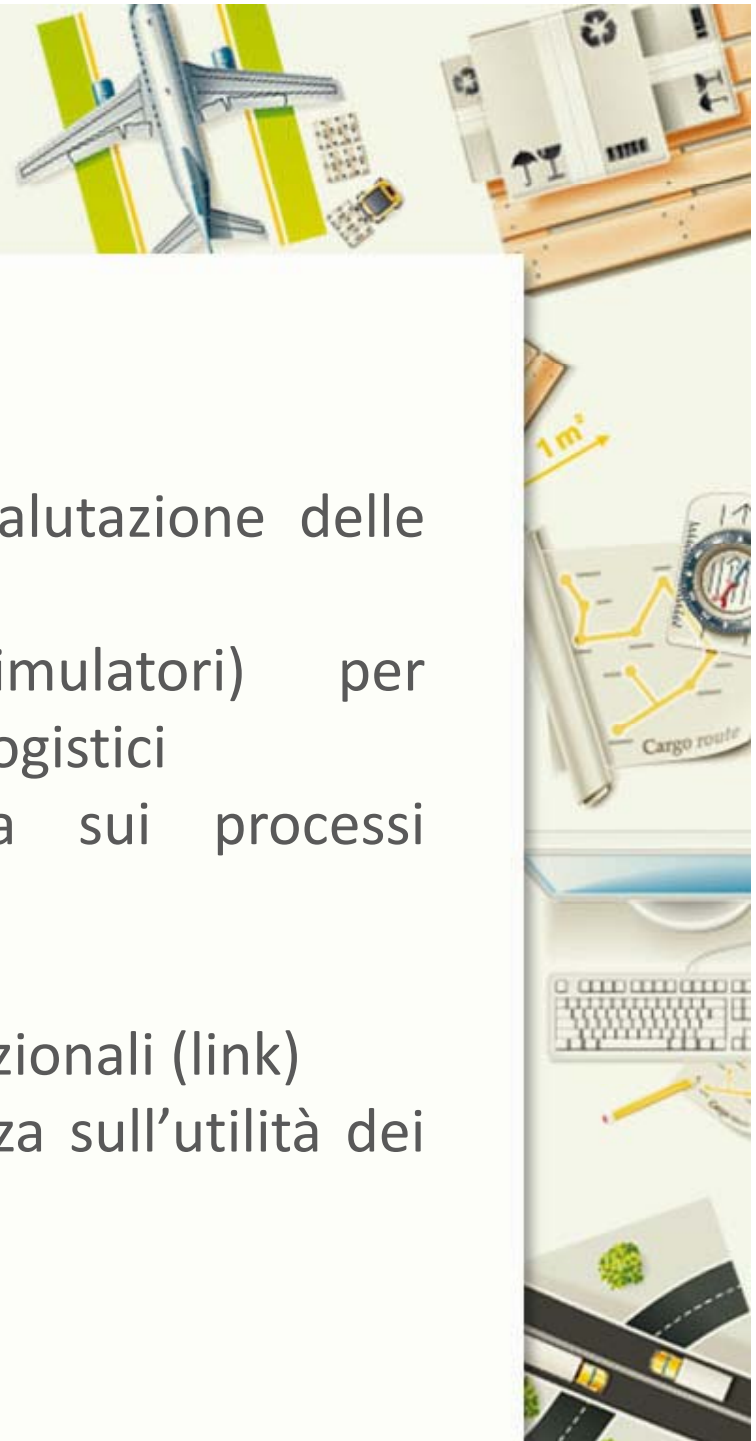 alutazione delle
imulatori) per
ogistici
a sui processi
zionali (link)
za sull’utilità dei
1 m²
Cargo route